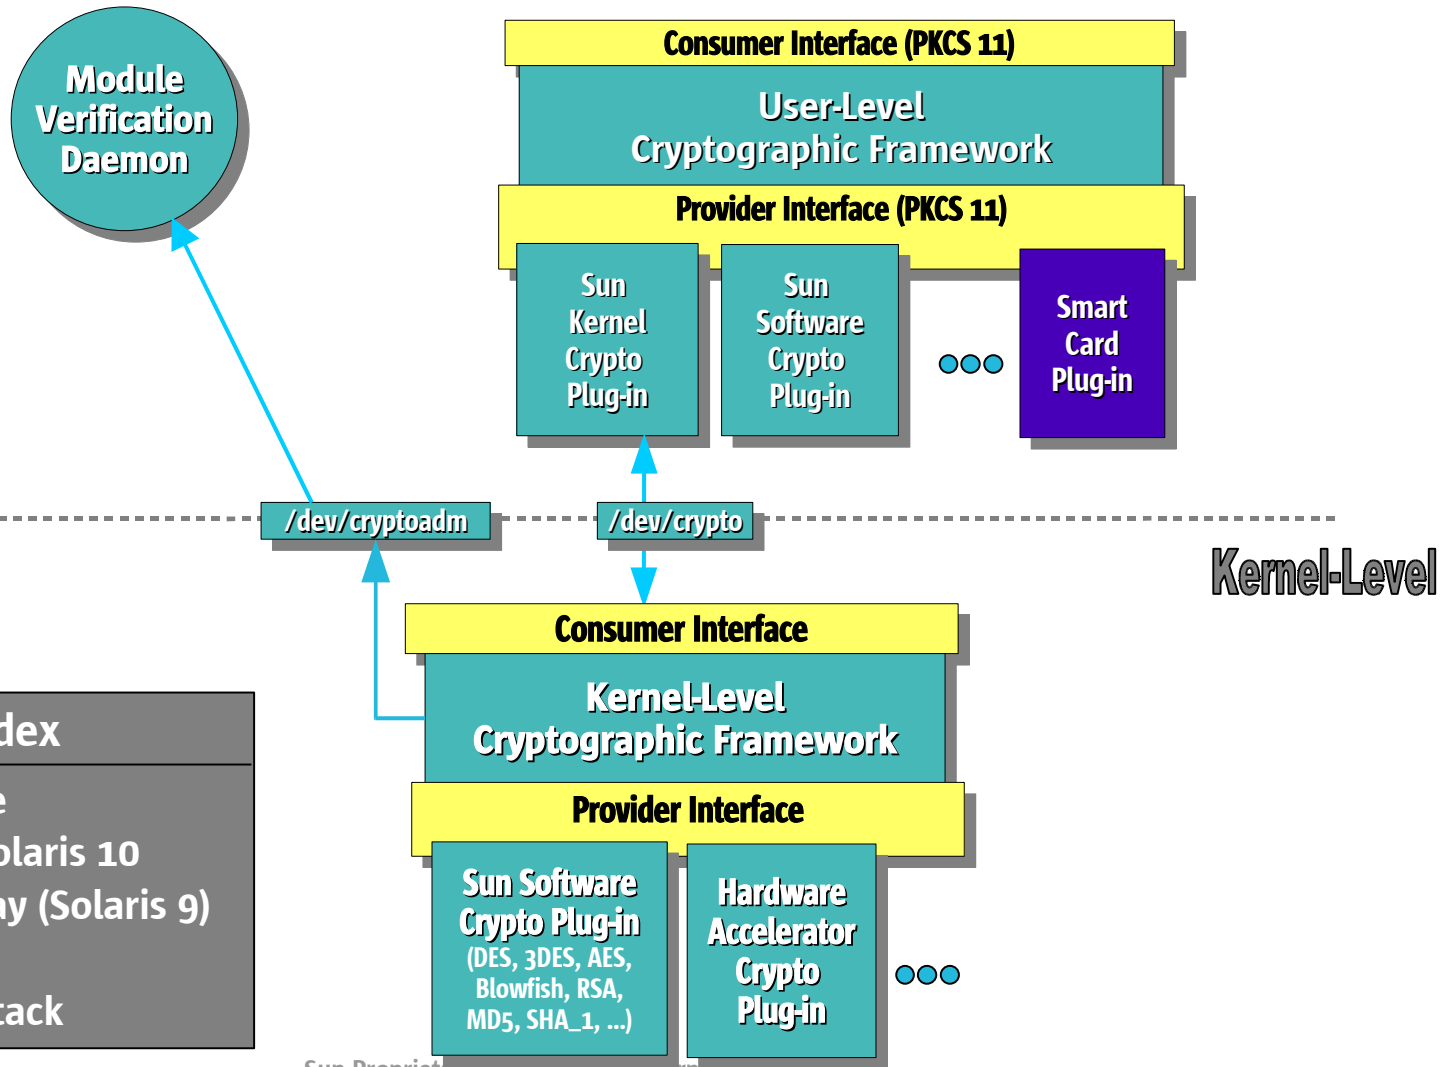 Module
Verification
Daemon
Consumer Interface (PKCS 11)
User-Level
Cryptographic Framework
Provider Interface (PKCS 11)
Sun
Kernel
Crypto
Plug-in
Sun
Software
Crypto
Plug-in
Smart
Card
Plug-in
/dev/cryptoadm
/dev/crypto
Kernel-Level
Consumer Interface
Kernel-Level
Cryptographic Framework
Provider Interface
Sun Software
Crypto Plug-in
(DES, 3DES, AES,
Blowfish, RSA,
MD5, SHA_1, ...)
Hardware
Accelerator
Crypto
Plug-in
dex
e
olaris 10
ay (Solaris 9)
tack
Sun